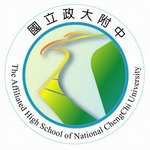 國立政大附中
The Affiliated High School of National ChengChi University